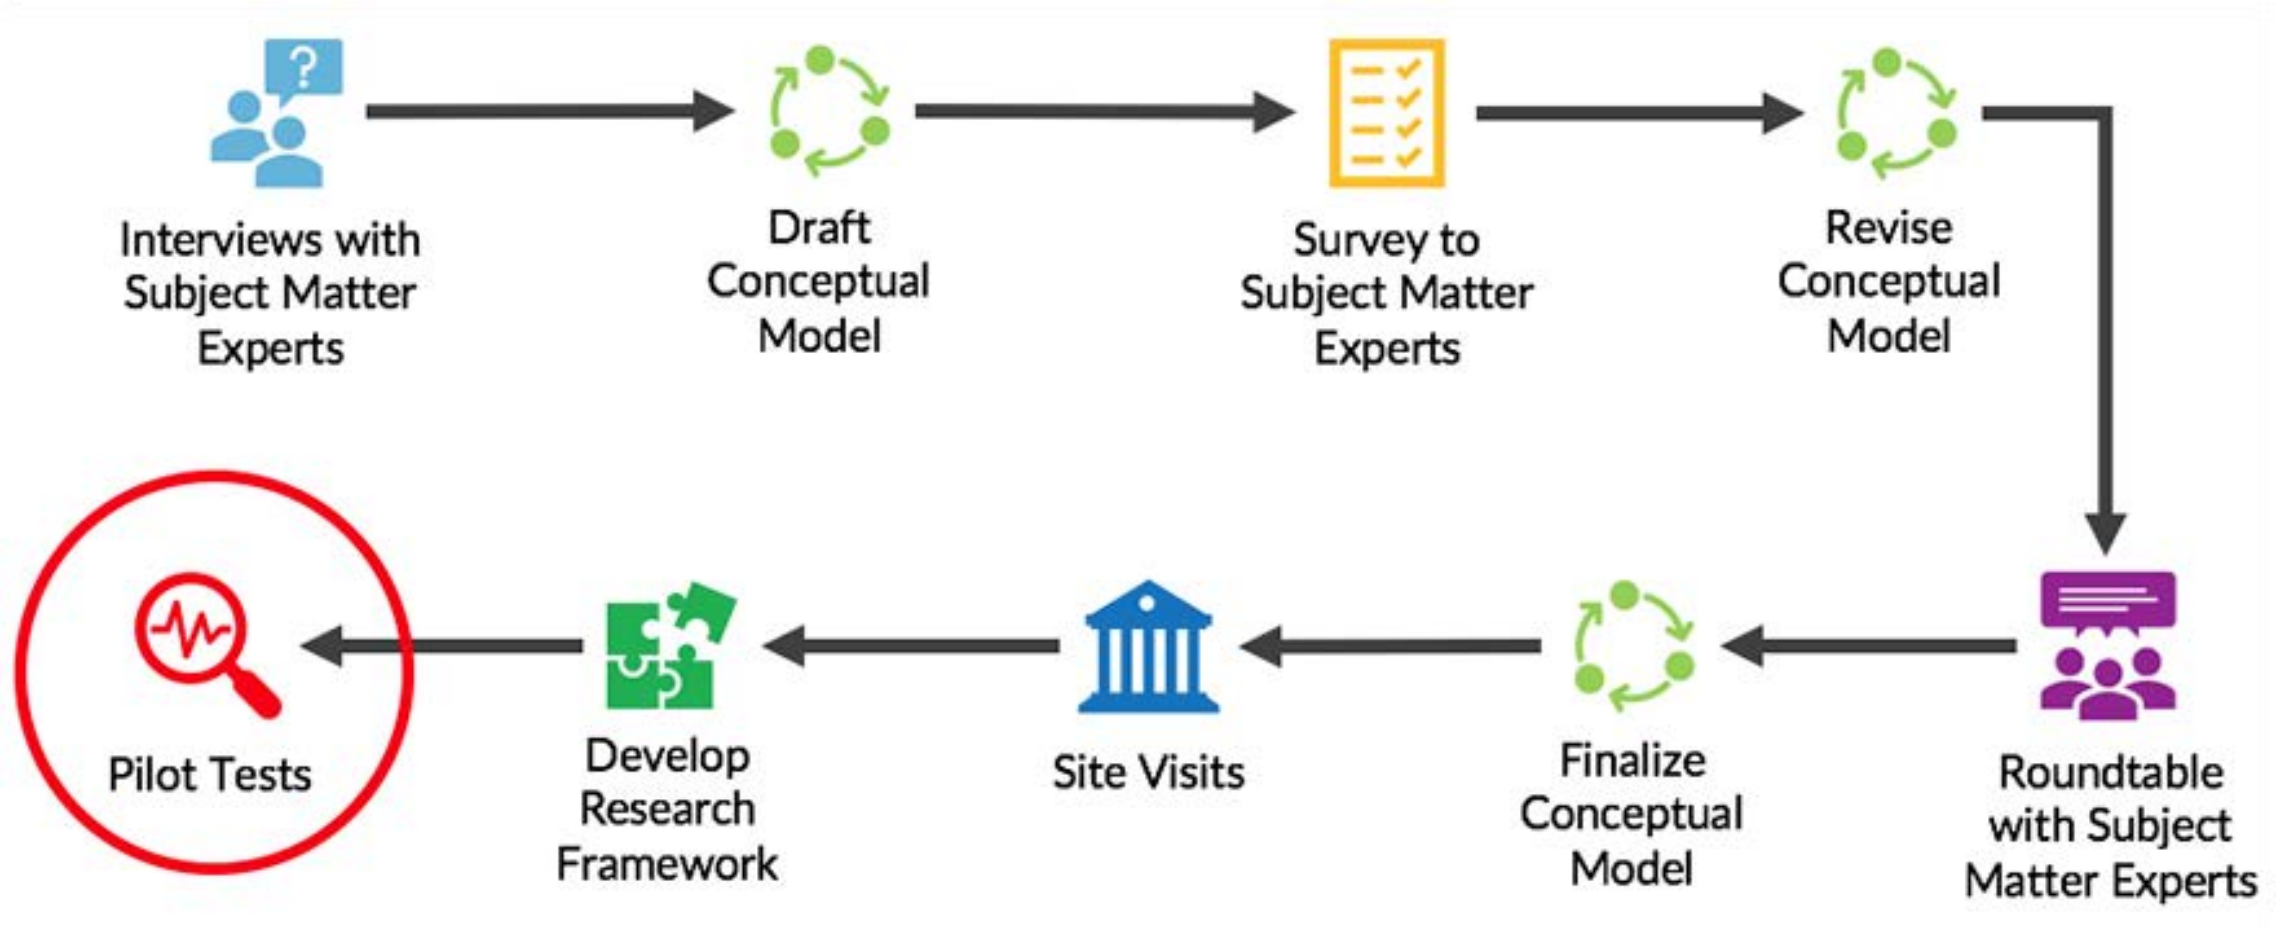 ?
Interviews with
Subject Matter
Experts
Draft
Conceptual
Model
Survey to
Subject Matter
Experts
Revise
Conceptual
Model
Roundtable
with Subject
Matter Experts
Finalize
Conceptual
Model
Site Visits
Develop
Research
Framework
Pilot Tests